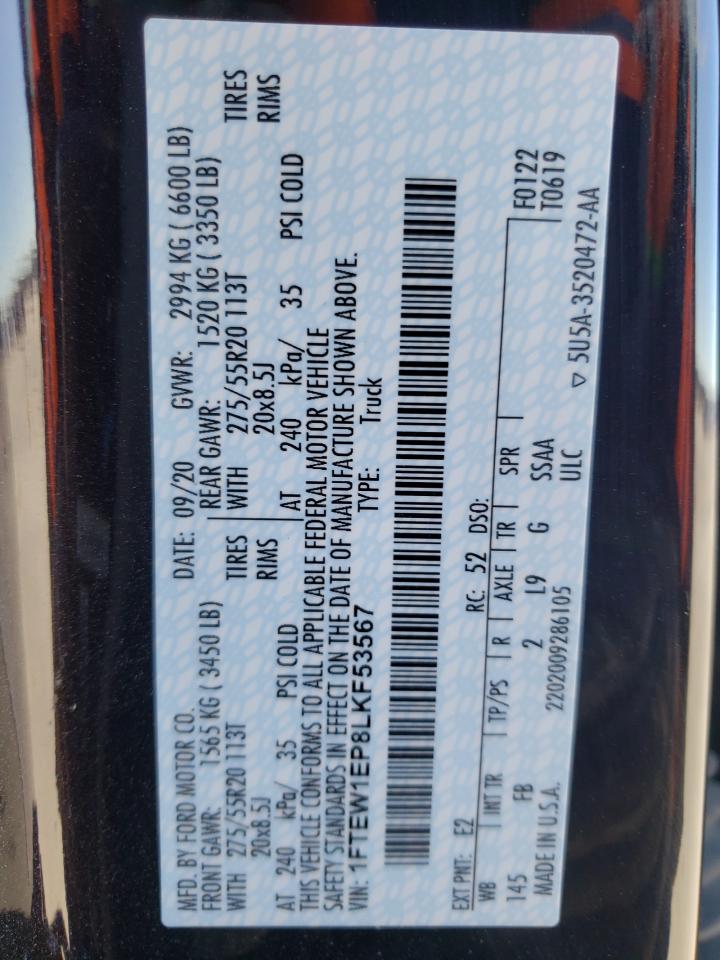 MFD. BY FORD MOTOR CO. DATE: 09/20 GVWR: 2994 KG ( 6600 LB)
FRONT GAWR: 1565 KG ( 3450 LB) REAR GAWR: 1520 KG ( 3350 LB)
WITH 275/55R20 113T TIRES WITH 275/55R20 113T TIRES
20x8.5J RIMS 20x8.5J RIMS
AT 240 kPa/ 35 PSI COLD AT 240 kPa/ 35 PSI COLD
THIS VEHICLE CONFORMS TO ALL APPLICABLE FEDERAL MOTOR VEHICLE
SAFETY STANDARDS IN EFFECT ON THE DATE OF MANUFACTURE SHOWN ABOVE.
VIN: 1FTEW1EP8LKF53567 TYPE: Truck
EXT PNT: E2 RC: 52 DSO:
WB INT TR TP/PS R AXLE TR SPR F0122
145 FB 2 L9 G SSAA T0619
MADE IN U.S.A. 2202009286105 ULC ▽ 5U5A-3520472-AA